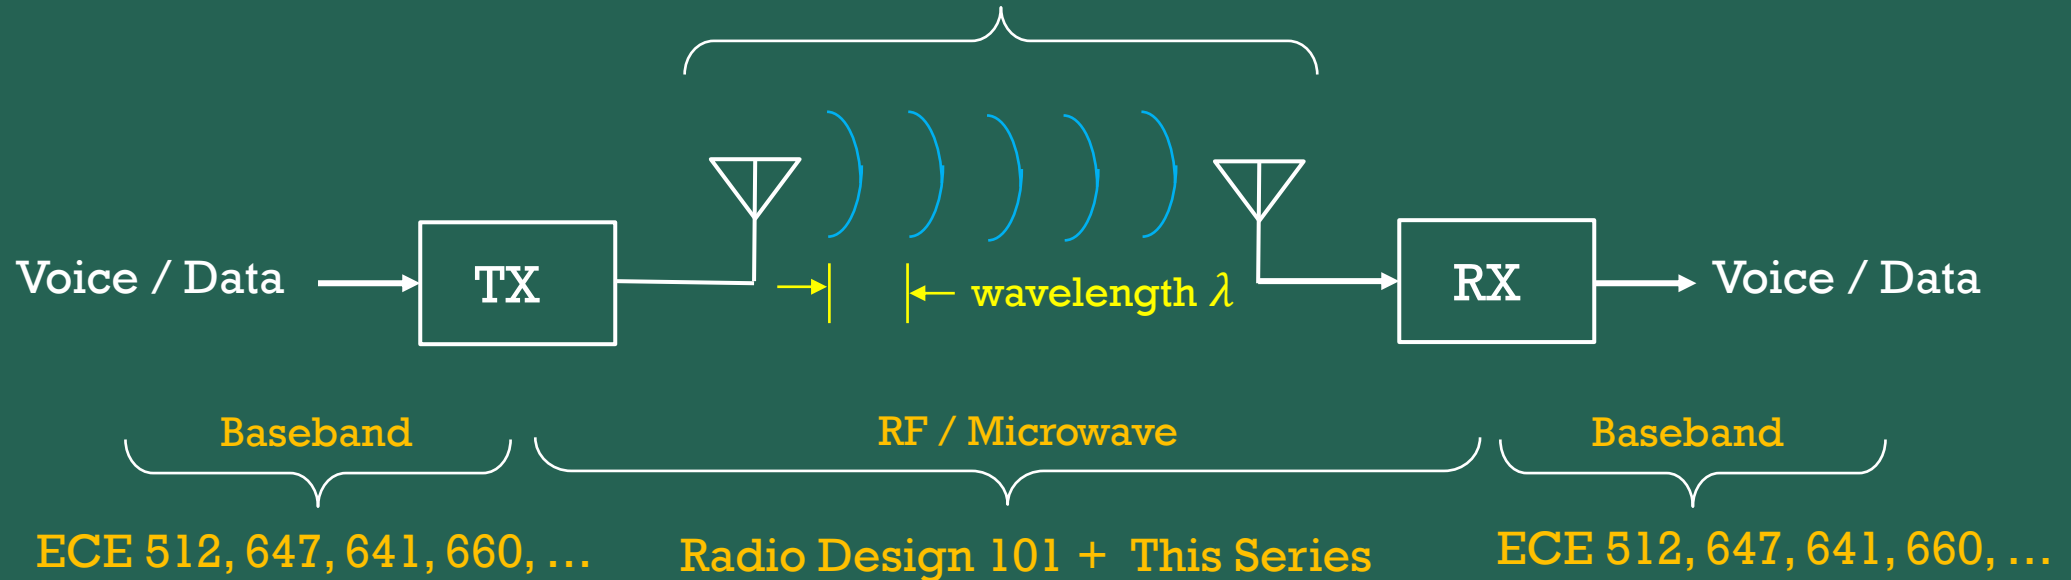 Voice / Data
TX
wavelength λ
RX
Voice / Data
Baseband
RF / Microwave
Baseband
ECE 512, 647, 641, 660, …
Radio Design 101 + This Series
ECE 512, 647, 641, 660, …